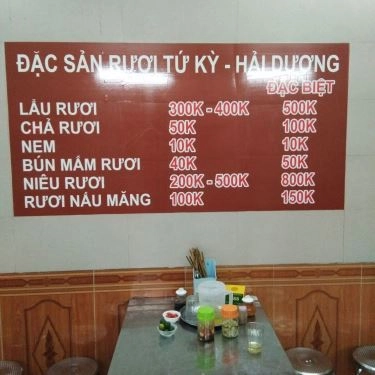 ĐẶC SẢN RƯƠI TỨ KỲ - HẢI DƯƠNG
ĐẶC BIỆT
LẨU RƯƠI 300K - 400K 500K
CHẢ RƯƠI 50K 100K
NEM 10K 10K
BÚN MẮM RƯƠI 40K 50K
NIÊU RƯƠI 200K - 500K 800K
RƯƠI NẤU MĂNG 100K 150K